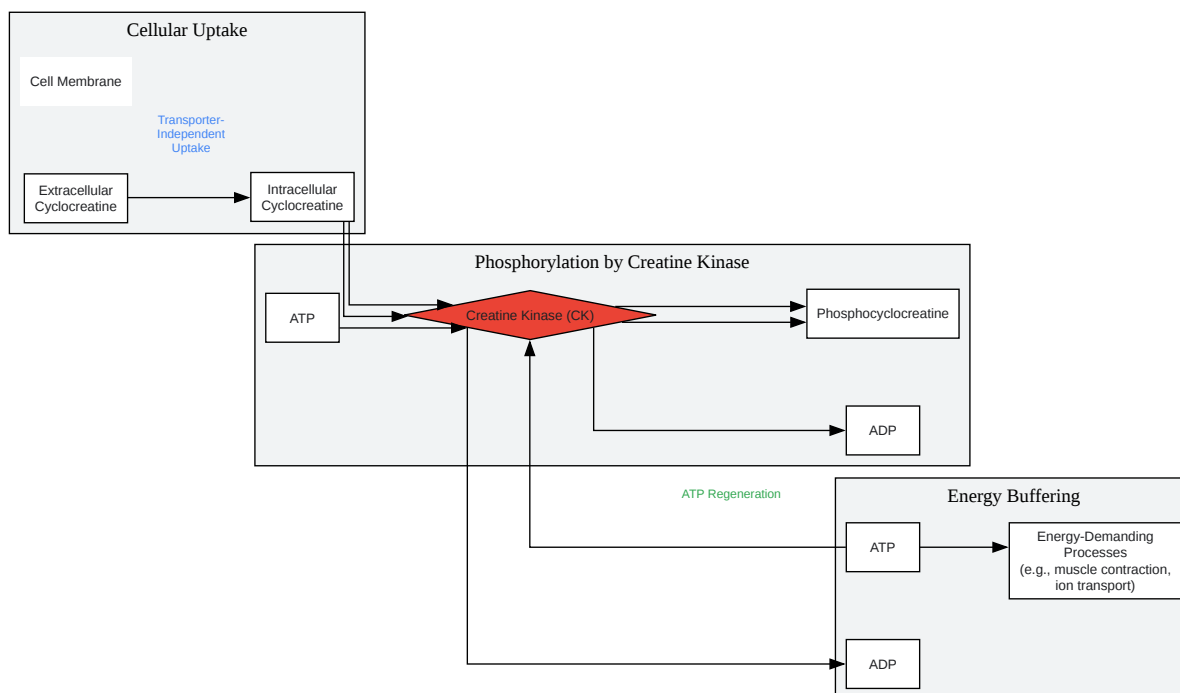 Cellular Uptake
Cell Membrane
Transporter-
Independent
Uptake
Extracellular
Cyclocreatine
Intracellular
Cyclocreatine
Phosphorylation by Creatine Kinase
ATP
Creatine Kinase (CK)
Phosphocyclocreatine
ADP
ATP Regeneration
Energy Buffering
ATP
Energy-Demanding
Processes
(e.g., muscle contraction,
ion transport)
ADP